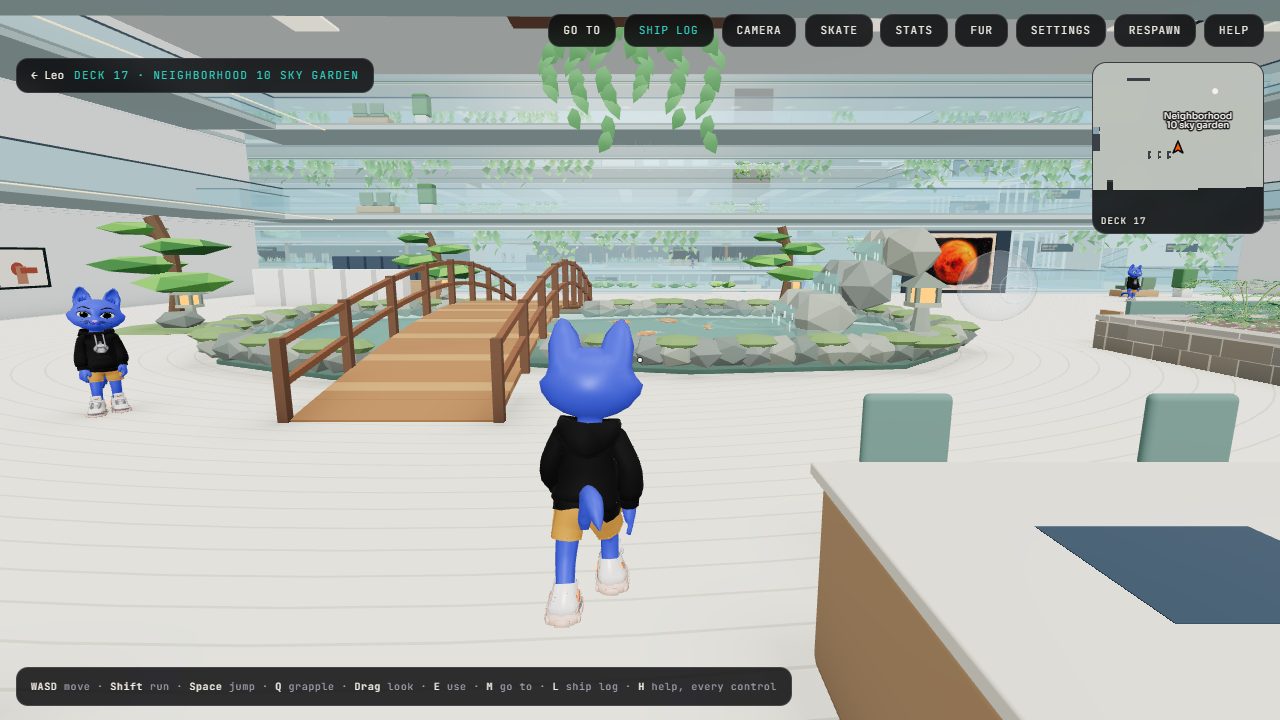 GO TO
SHIP LOG
CAMERA
SKATE
STATS
FUR
SETTINGS
RESPAWN
HELP
← Leo DECK 17 · NEIGHBORHOOD 10 SKY GARDEN
Neighborhood
10 sky garden
DECK 17
WASD move · Shift run · Space jump · Q grapple · Drag look · E use · M go to · L ship log · H help, every control